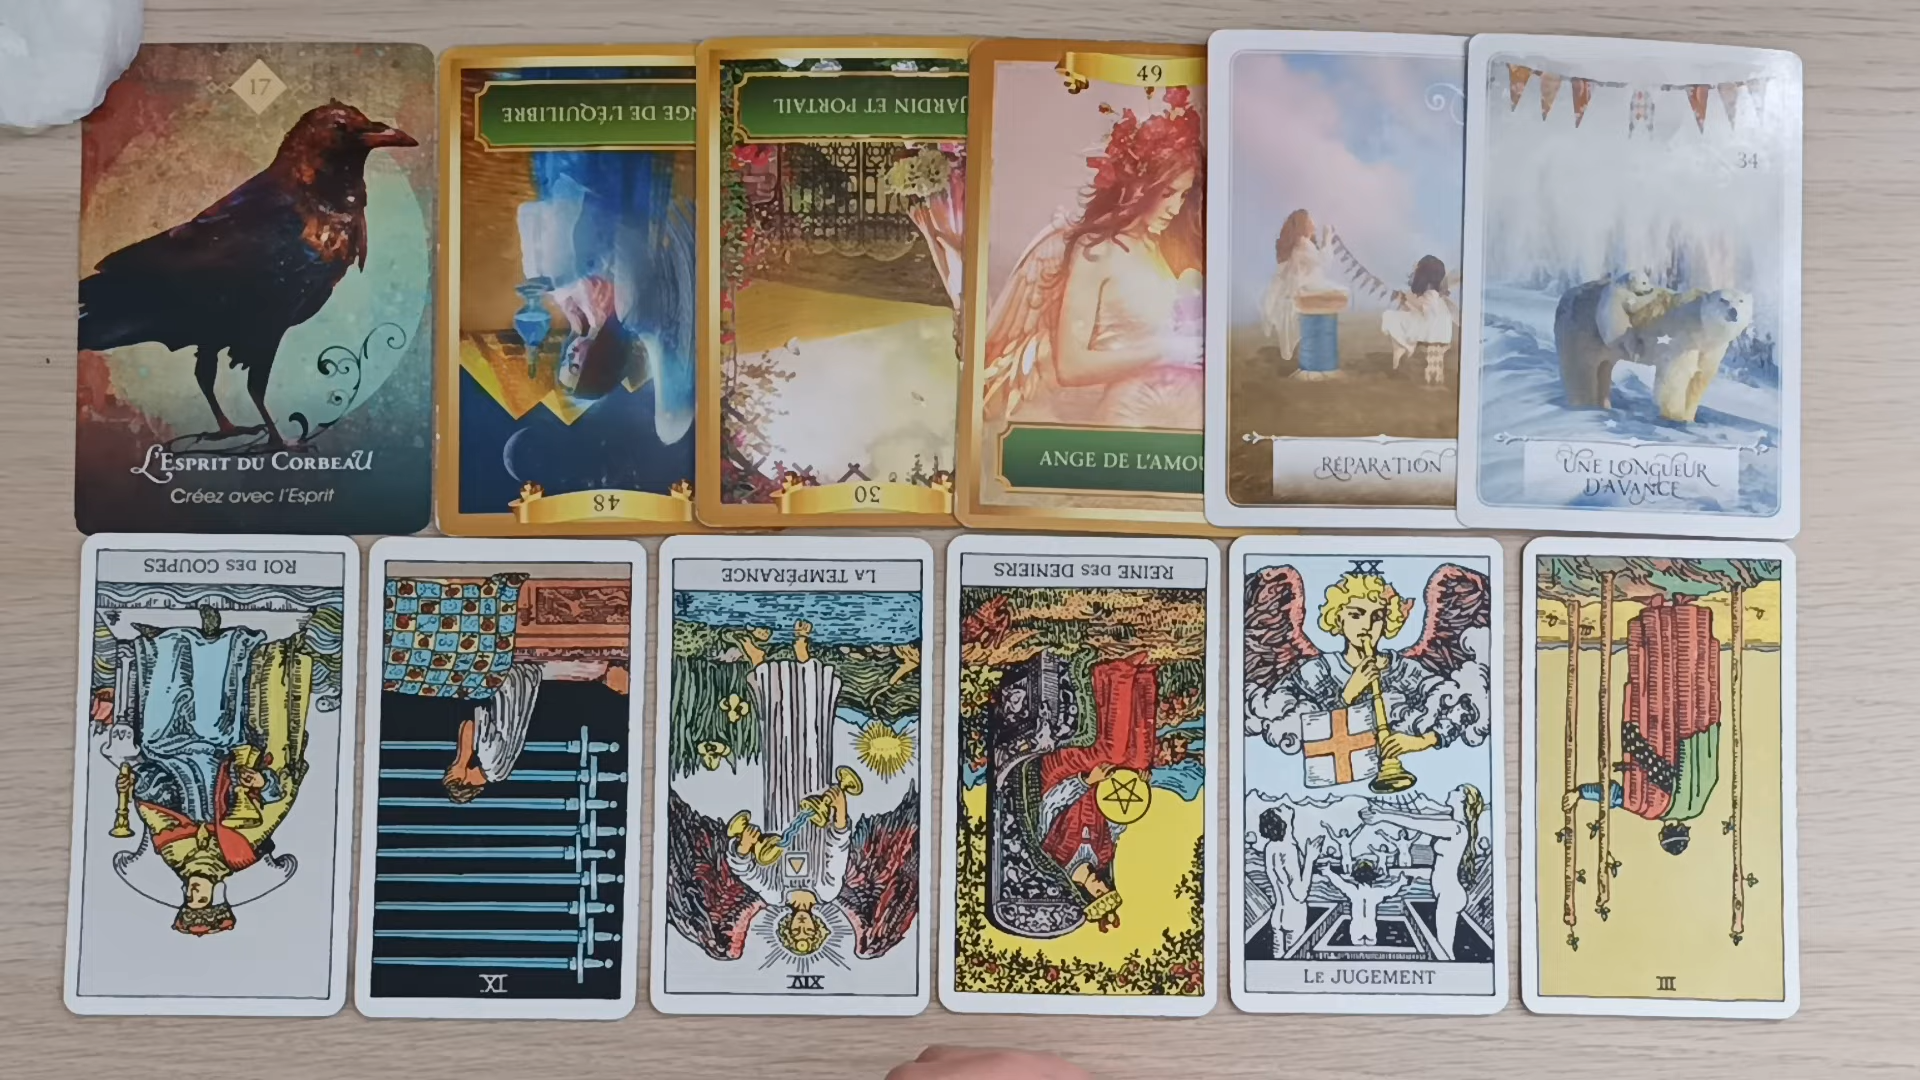 17
L'ESPRIT DU CORBEAU
Créez avec l'Esprit
NGE DE L'ÉQUILIBRE
48
JARDIN ET PORTAIL
30
49
ANGE DE L'AMOU
RÉPARATION
34
UNE LONGUEUR
D'AVANCE
ROI DES COUPES
IX
LA TEMPÉRANCE
XIV
REINE DES DENIERS
XX
LE JUGEMENT
III